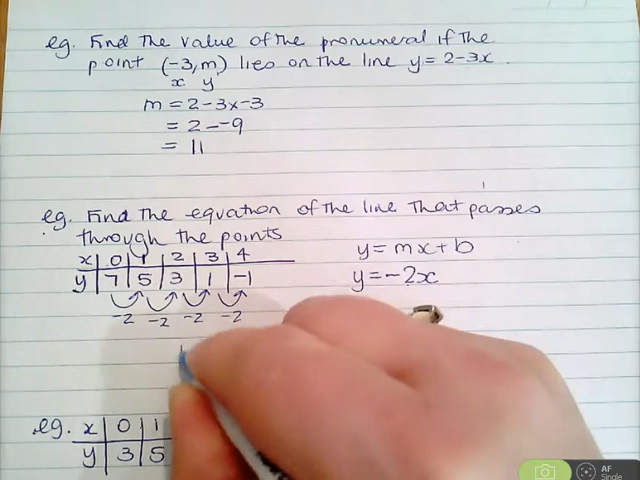 eg. Find the value of the pronumeral if the
point (-3, m) lies on the line y = 2-3x.
x y
m = 2-3x-3
= 2--9
= 11
eg. Find the equation of the line that passes
through the points
x 0 1 2 3 4
y 7 5 3 1 -1
-2 -2 -2 -2
y = mx+b
y = -2x
eg. x 0 1
y 3 5
AF
Single